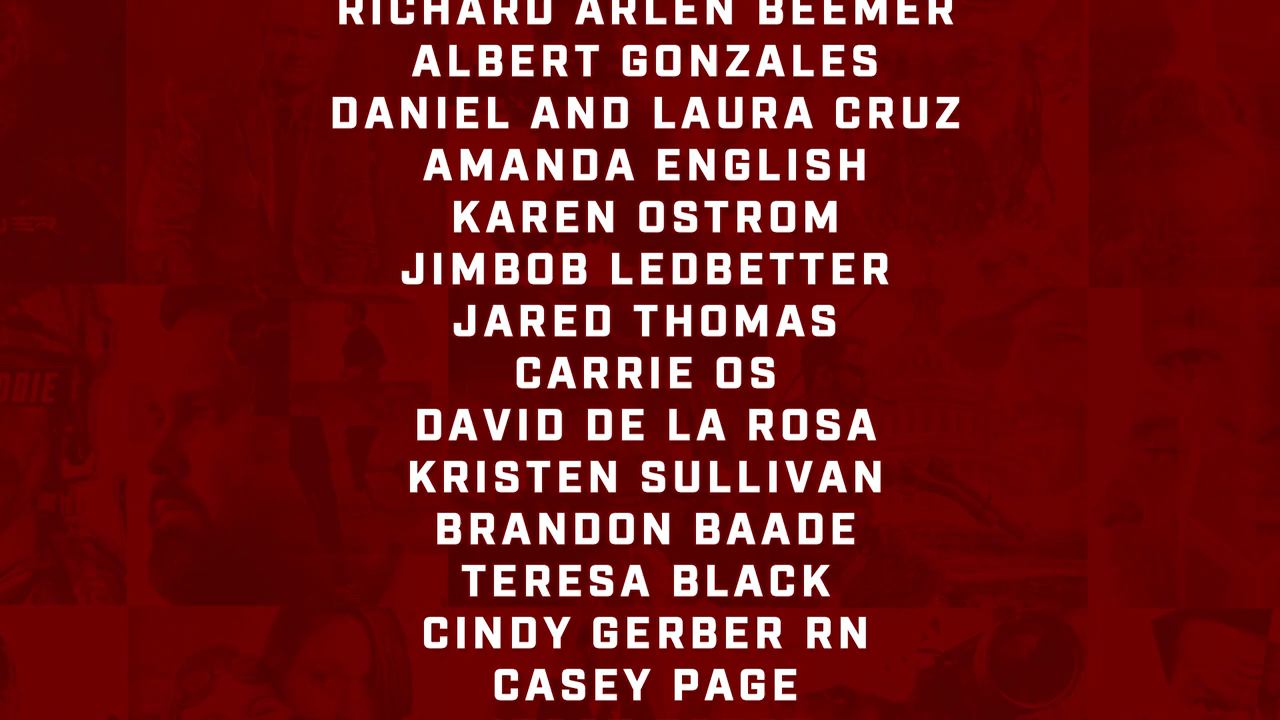 RICHARD ARLEN BEEMER
ALBERT GONZALES
DANIEL AND LAURA CRUZ
AMANDA ENGLISH
KAREN OSTROM
JIMBOB LEDBETTER
JARED THOMAS
CARRIE OS
DAVID DE LA ROSA
KRISTEN SULLIVAN
BRANDON BAADE
TERESA BLACK
CINDY GERBER RN
CASEY PAGE